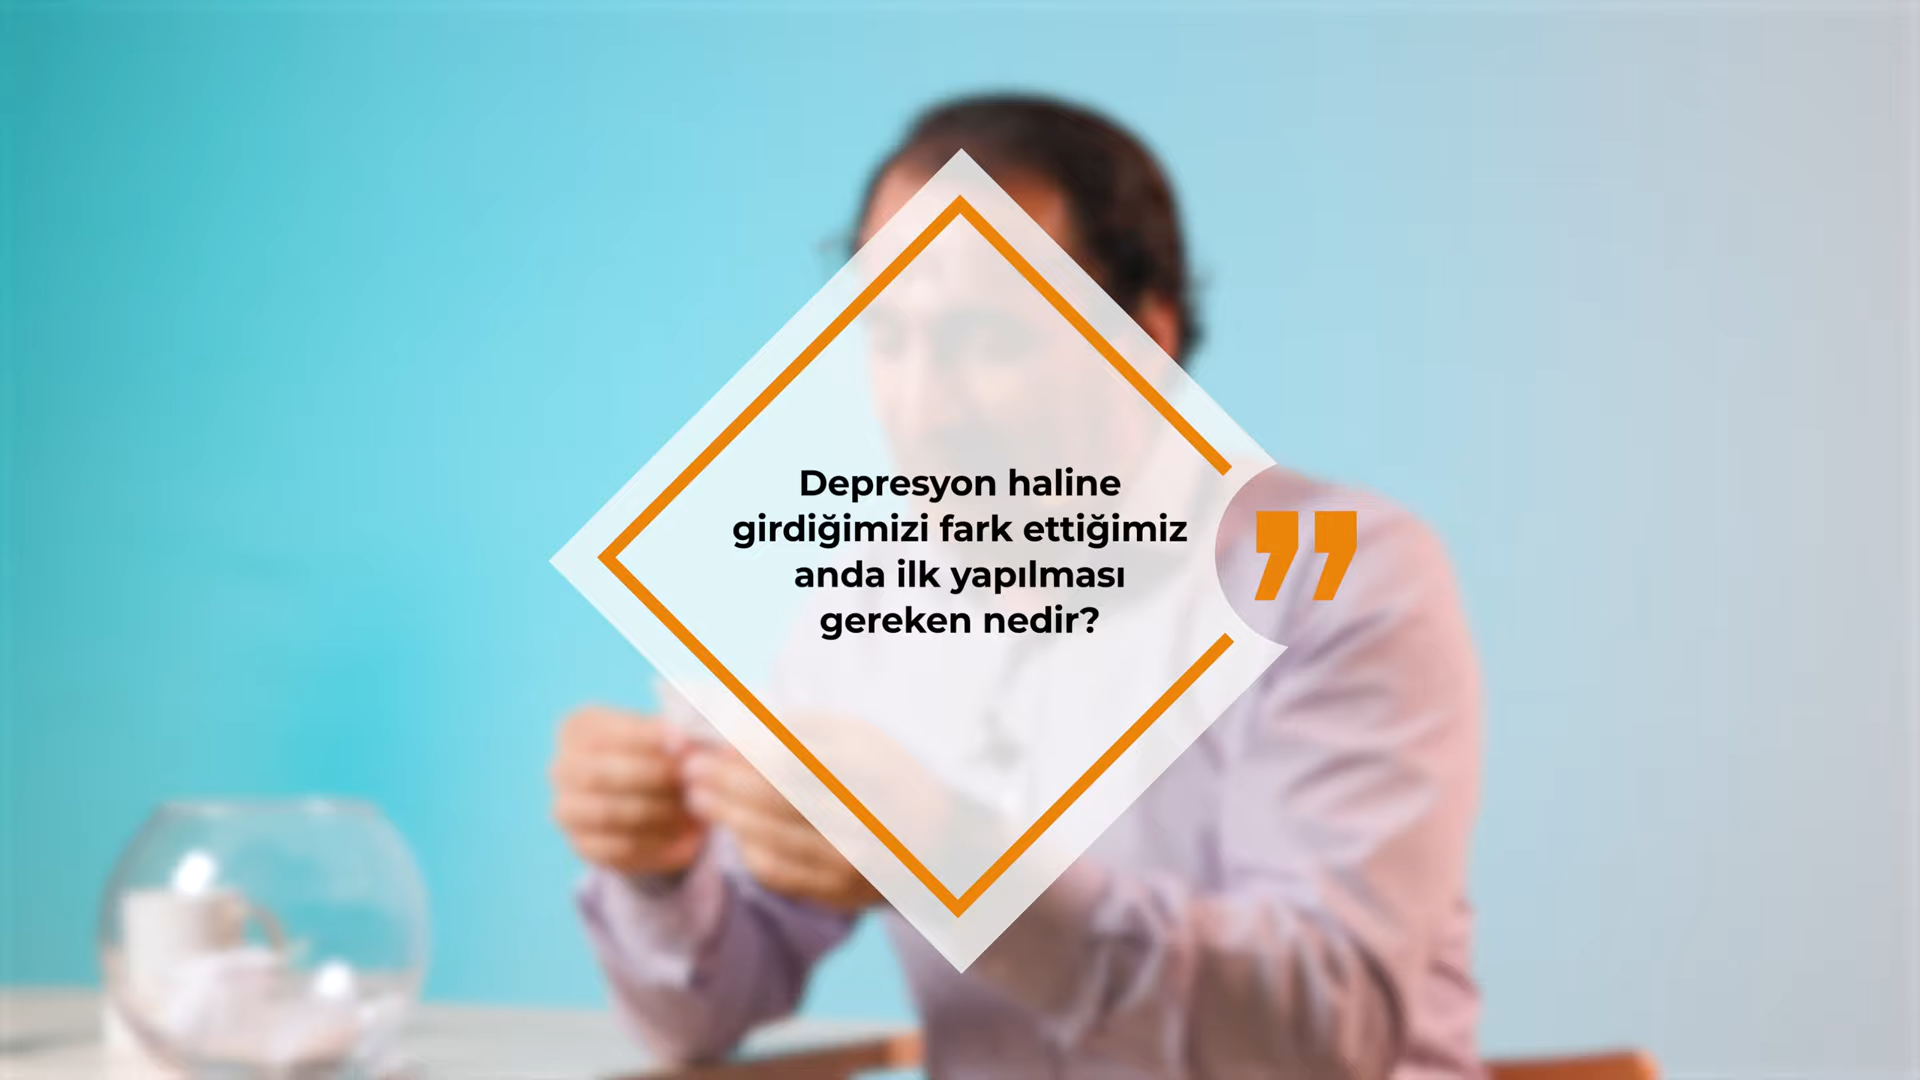 Depresyon haline
girdiğimizi fark ettiğimiz
anda ilk yapılması
gereken nedir?